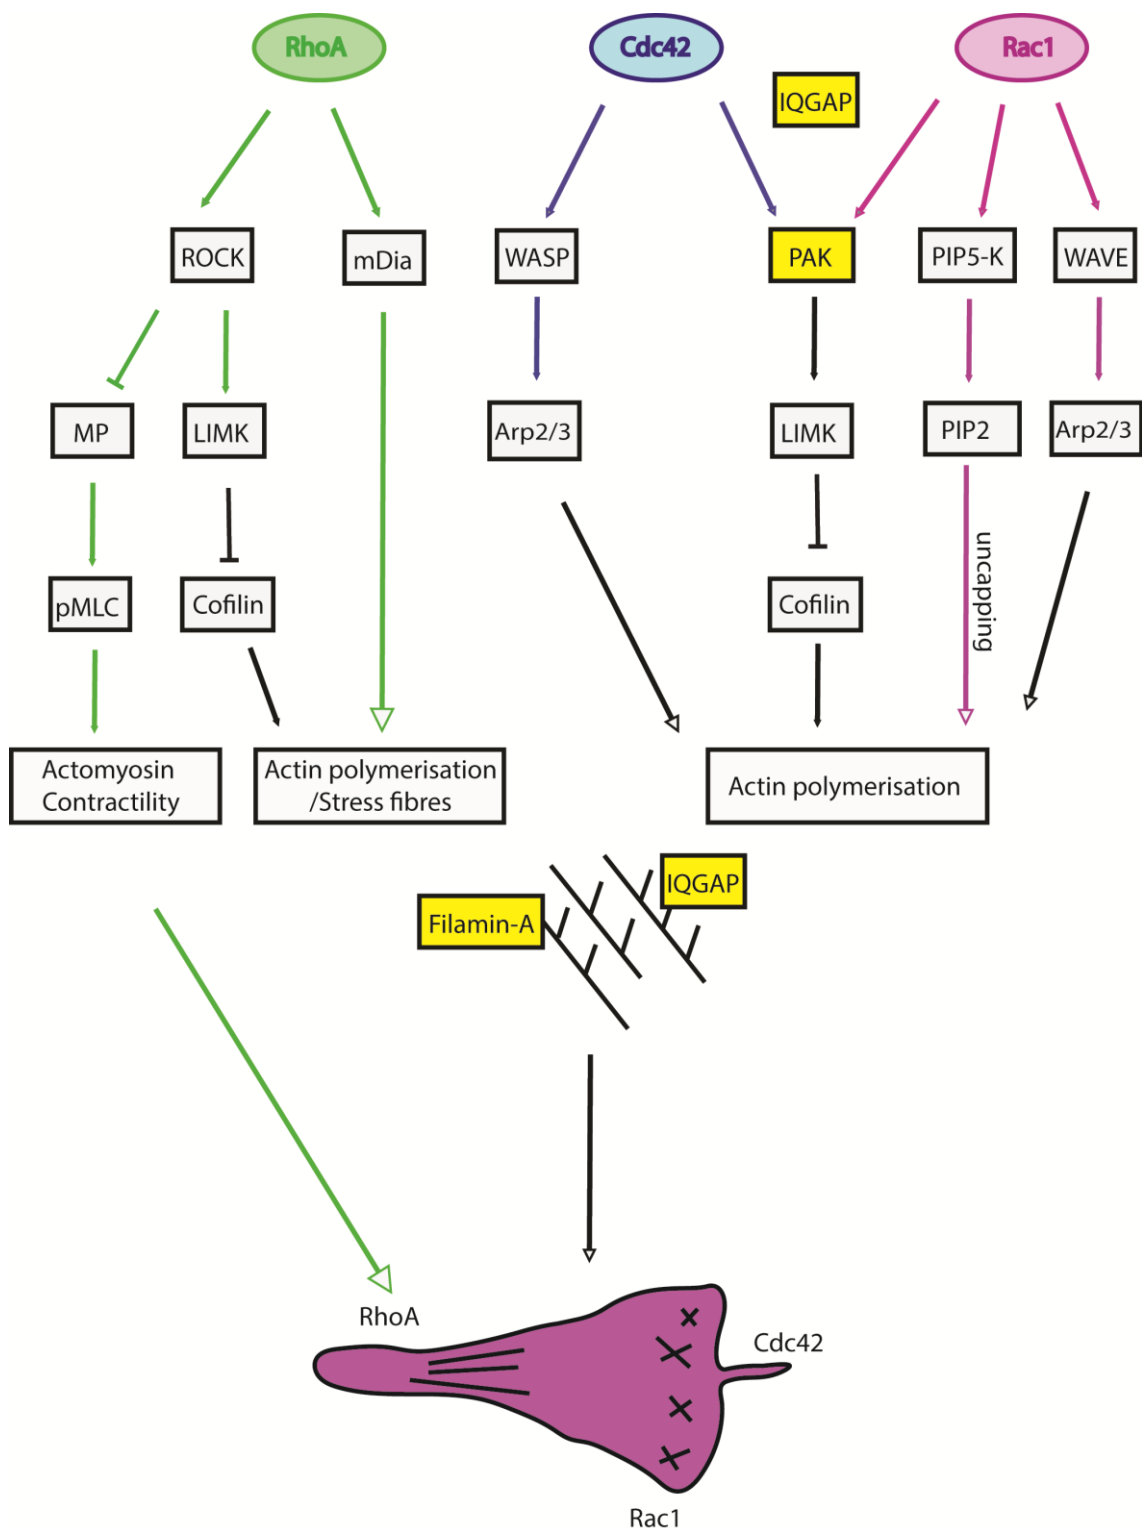 RhoA
Cdc42
Rac1
IQGAP
ROCK
mDia
WASP
PAK
PIP5-K
WAVE
MP
LIMK
Arp2/3
LIMK
PIP2
Arp2/3
uncapping
pMLC
Cofilin
Cofilin
Actomyosin
Contractility
Actin polymerisation
/Stress fibres
Actin polymerisation
IQGAP
Filamin-A
RhoA
Cdc42
Rac1